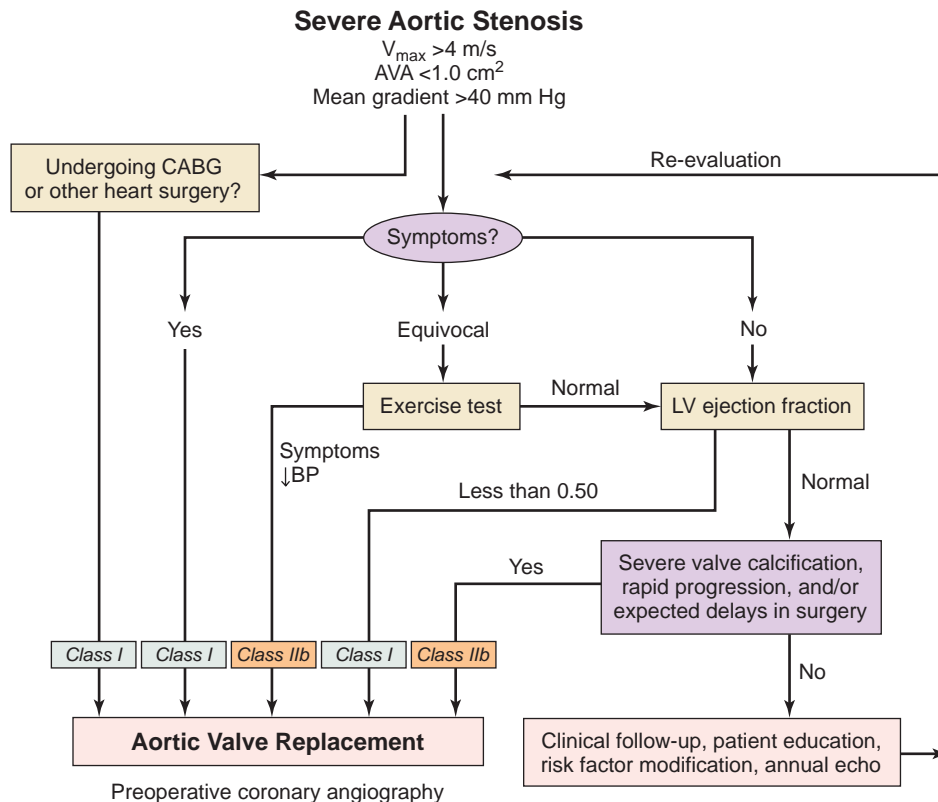 Severe Aortic Stenosis
Vmax >4 m/s
AVA <1.0 cm²
Mean gradient >40 mm Hg
Undergoing CABG
or other heart surgery?
Re-evaluation
Symptoms?
Yes
Equivocal
No
Exercise test
Normal
LV ejection fraction
Symptoms
↓BP
Less than 0.50
Normal
Yes
Severe valve calcification,
rapid progression, and/or
expected delays in surgery
Class I
Class I
Class IIb
Class I
Class IIb
No
Aortic Valve Replacement
Clinical follow-up, patient education,
risk factor modification, annual echo
Preoperative coronary angiography